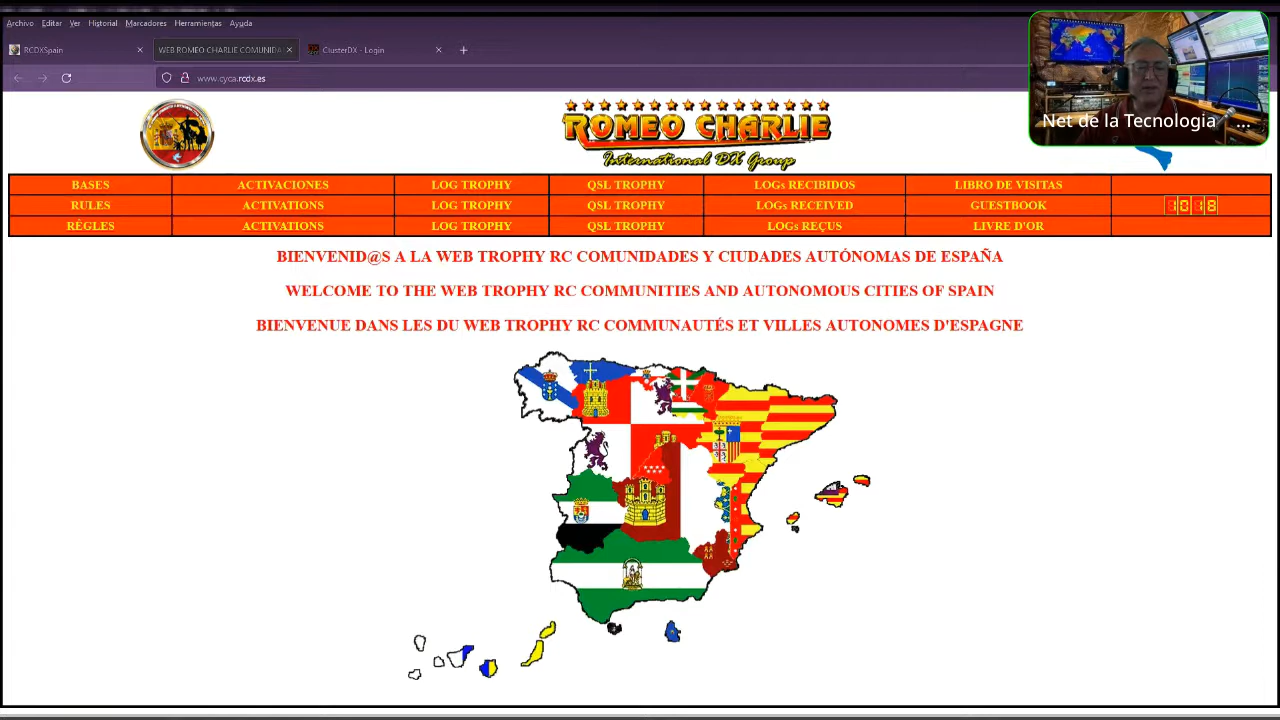 Archivo Editar Ver Historial Marcadores Herramientas Ayuda
RCDXSpain × WEB ROMEO CHARLIE COMUNIDA × ClusterDX - Login × +
www.cyca.rcdx.es
ROMEO CHARLIE
International DX Group
Net de la Tecnologia ...
BASES ACTIVACIONES LOG TROPHY QSL TROPHY LOGs RECIBIDOS LIBRO DE VISITAS
RULES ACTIVATIONS LOG TROPHY QSL TROPHY LOGs RECEIVED GUESTBOOK 1018
RÈGLES ACTIVATIONS LOG TROPHY QSL TROPHY LOGs REÇUS LIVRE D'OR
BIENVENID@S A LA WEB TROPHY RC COMUNIDADES Y CIUDADES AUTÓNOMAS DE ESPAÑA
WELCOME TO THE WEB TROPHY RC COMMUNITIES AND AUTONOMOUS CITIES OF SPAIN
BIENVENUE DANS LES DU WEB TROPHY RC COMMUNAUTÉS ET VILLES AUTONOMES D'ESPAGNE